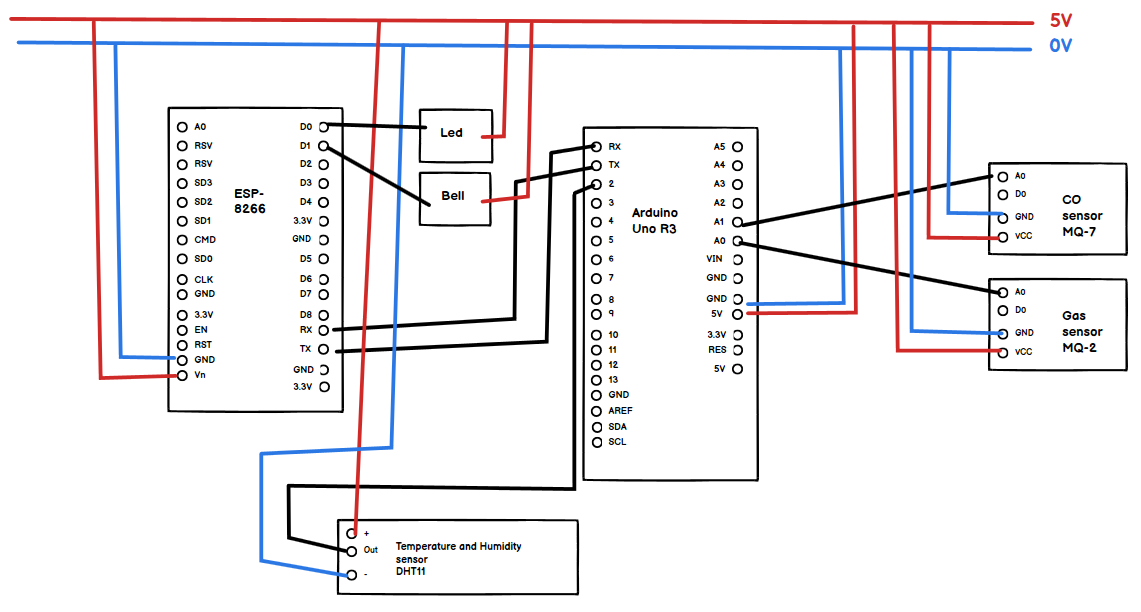 5V
0V
A0
RSV
RSV
SD3
SD2
SD1
CMD
SD0
CLK
GND
3.3V
EN
RST
GND
Vn
ESP-
8266
D0
D1
D2
D3
D4
3.3V
GND
D5
D6
D7
D8
RX
TX
GND
3.3V
Led
Bell
RX
TX
2
3
4
5
6
7
8
9
10
11
12
13
GND
AREF
SDA
SCL
Arduino
Uno R3
A5
A4
A3
A2
A1
A0
VIN
GND
GND
5V
3.3V
RES
5V
A0
D0
GND
VCC
CO
sensor
MQ-7
A0
D0
GND
VCC
Gas
sensor
MQ-2
+
Out
-
Temperature and Humidity
sensor
DHT11